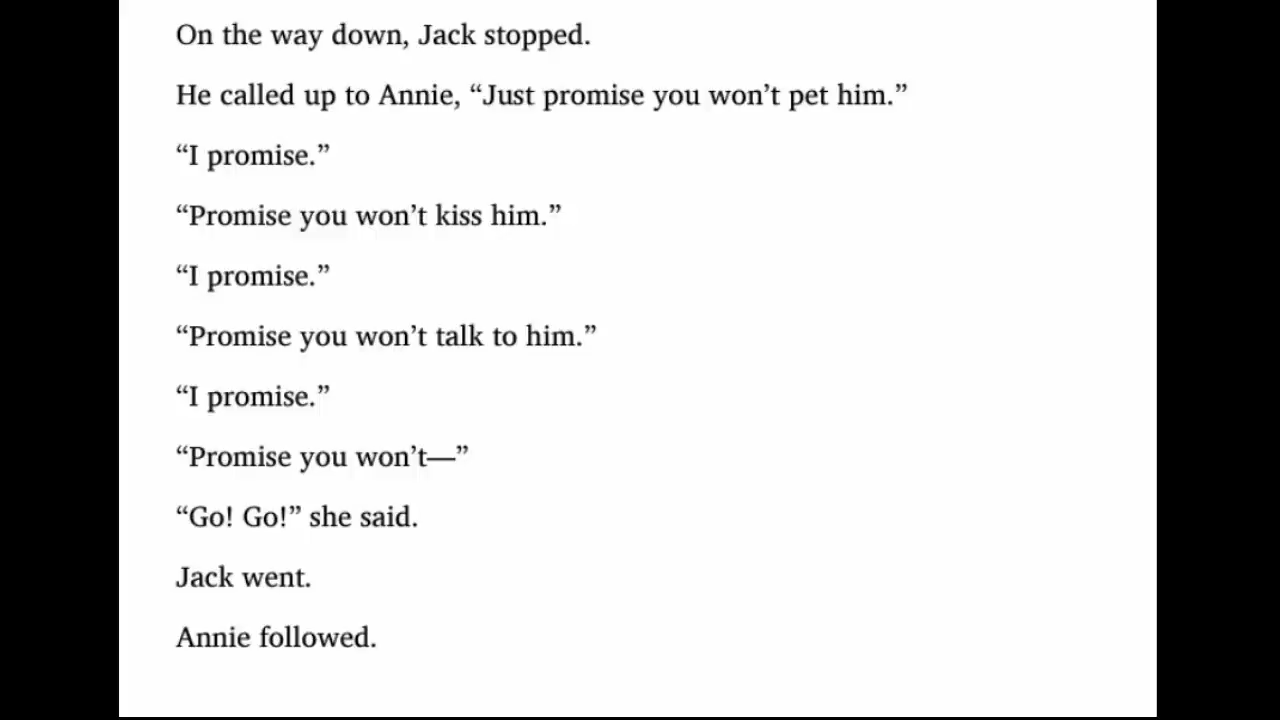 On the way down, Jack stopped.
He called up to Annie, “Just promise you won’t pet him.”
“I promise.”
“Promise you won’t kiss him.”
“I promise.”
“Promise you won’t talk to him.”
“I promise.”
“Promise you won’t—”
“Go! Go!” she said.
Jack went.
Annie followed.